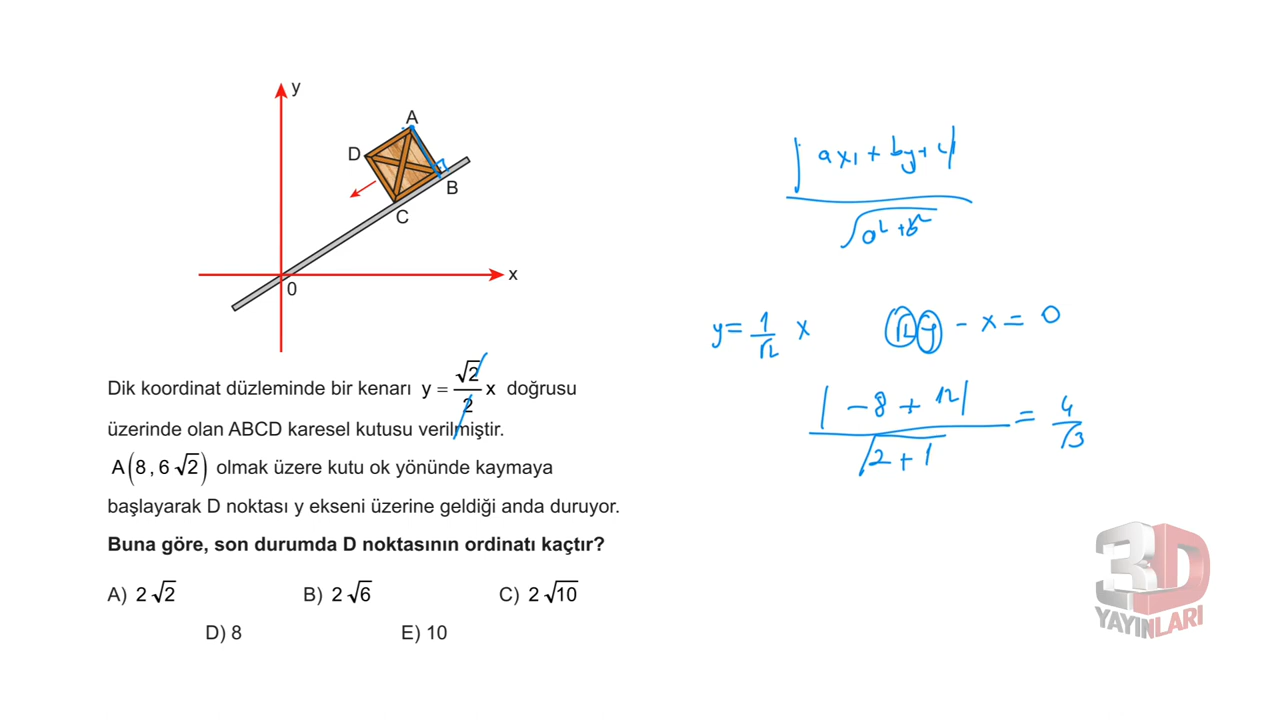 y
A
D
B
C
x
0
Dik koordinat düzleminde bir kenarı y = √2/2 x doğrusu
üzerinde olan ABCD karesel kutusu verilmiştir.
A(8, 6√2) olmak üzere kutu ok yönünde kaymaya
başlayarak D noktası y ekseni üzerine geldiği anda duruyor.
Buna göre, son durumda D noktasının ordinatı kaçtır?
A) 2√2 B) 2√6 C) 2√10
D) 8 E) 10
|ax₁ + by + c|
√a² + b²
y = 1/√2 x √2 y - x = 0
|-8 + 12| / √2+1 = 4/√3
3D
YAYINLARI